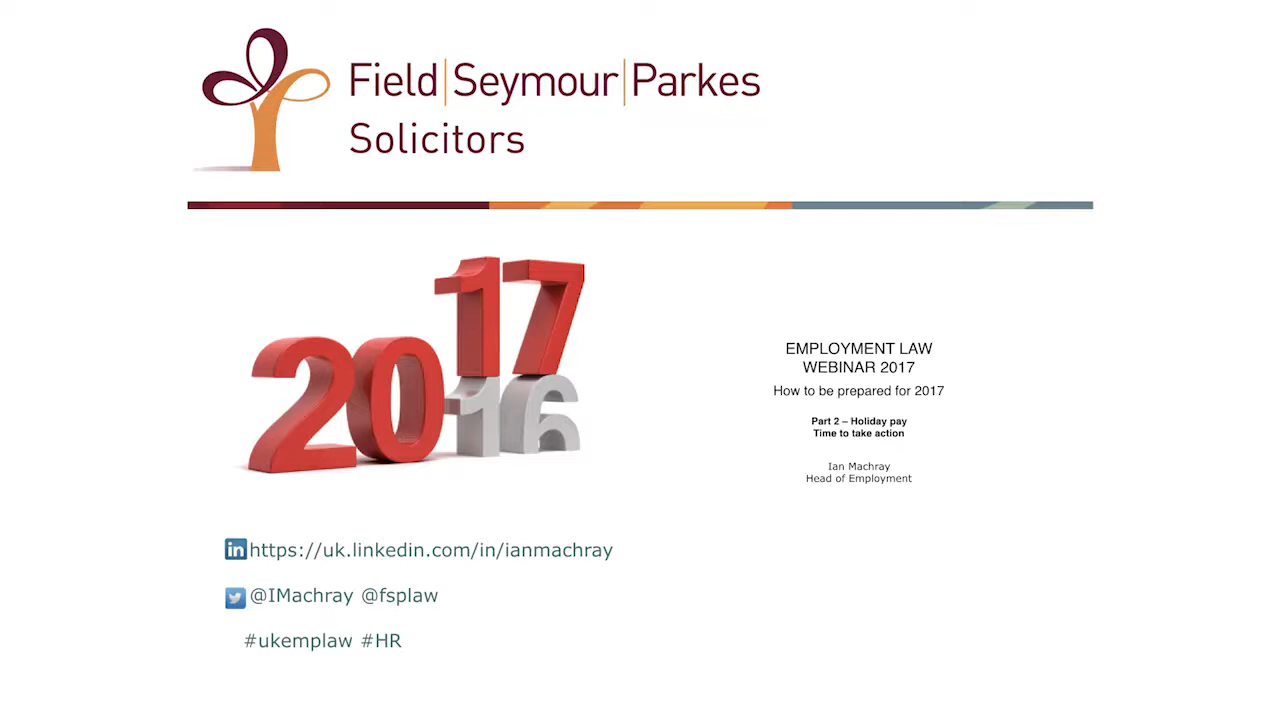 Field|Seymour|Parkes
Solicitors
2017
16
EMPLOYMENT LAW
WEBINAR 2017
How to be prepared for 2017
Part 2 – Holiday pay
Time to take action
Ian Machray
Head of Employment
in https://uk.linkedin.com/in/ianmachray
@IMachray @fsplaw
#ukemplaw #HR